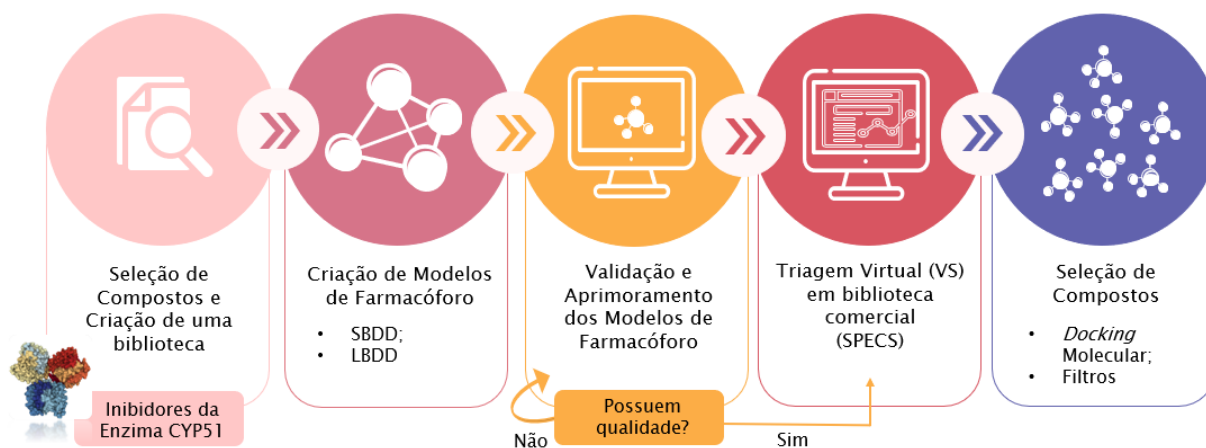 Seleção de
Compostos e
Criação de uma
biblioteca
Inibidores da
Enzima CYP51
Criação de Modelos
de Farmacóforo
• SBDD;
• LBDD
Validação e
Aprimoramento
dos Modelos de
Farmacóforo
Possuem
qualidade?
Não
Sim
Triagem Virtual (VS)
em biblioteca
comercial
(SPECS)
Seleção de
Compostos
• Docking
Molecular;
• Filtros